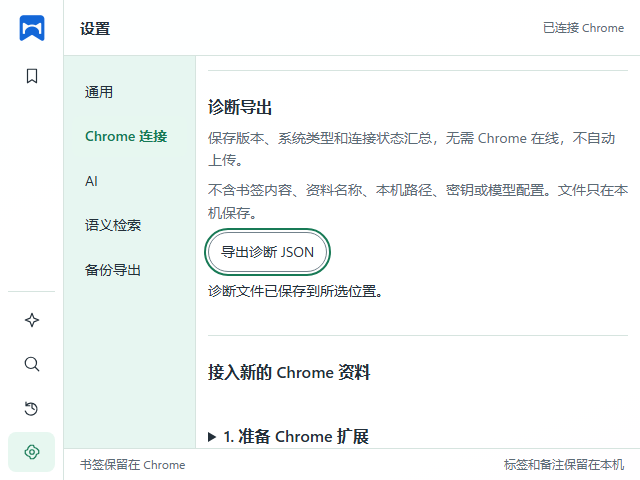 设置
已连接 Chrome
通用
Chrome 连接
AI
语义检索
备份导出
诊断导出
保存版本、系统类型和连接状态汇总，无需 Chrome 在线，不自动
上传。
不含书签内容、资料名称、本机路径、密钥或模型配置。文件只在本
机保存。
导出诊断 JSON
诊断文件已保存到所选位置。
接入新的 Chrome 资料
1. 准备 Chrome 扩展
书签保留在 Chrome
标签和备注保留在本机